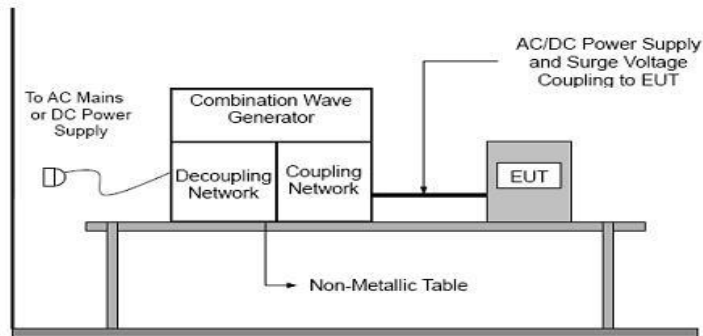 AC/DC Power Supply
and Surge Voltage
Coupling to EUT
To AC Mains
or DC Power
Supply
Combination Wave
Generator
Decoupling
Network
Coupling
Network
EUT
Non-Metallic Table